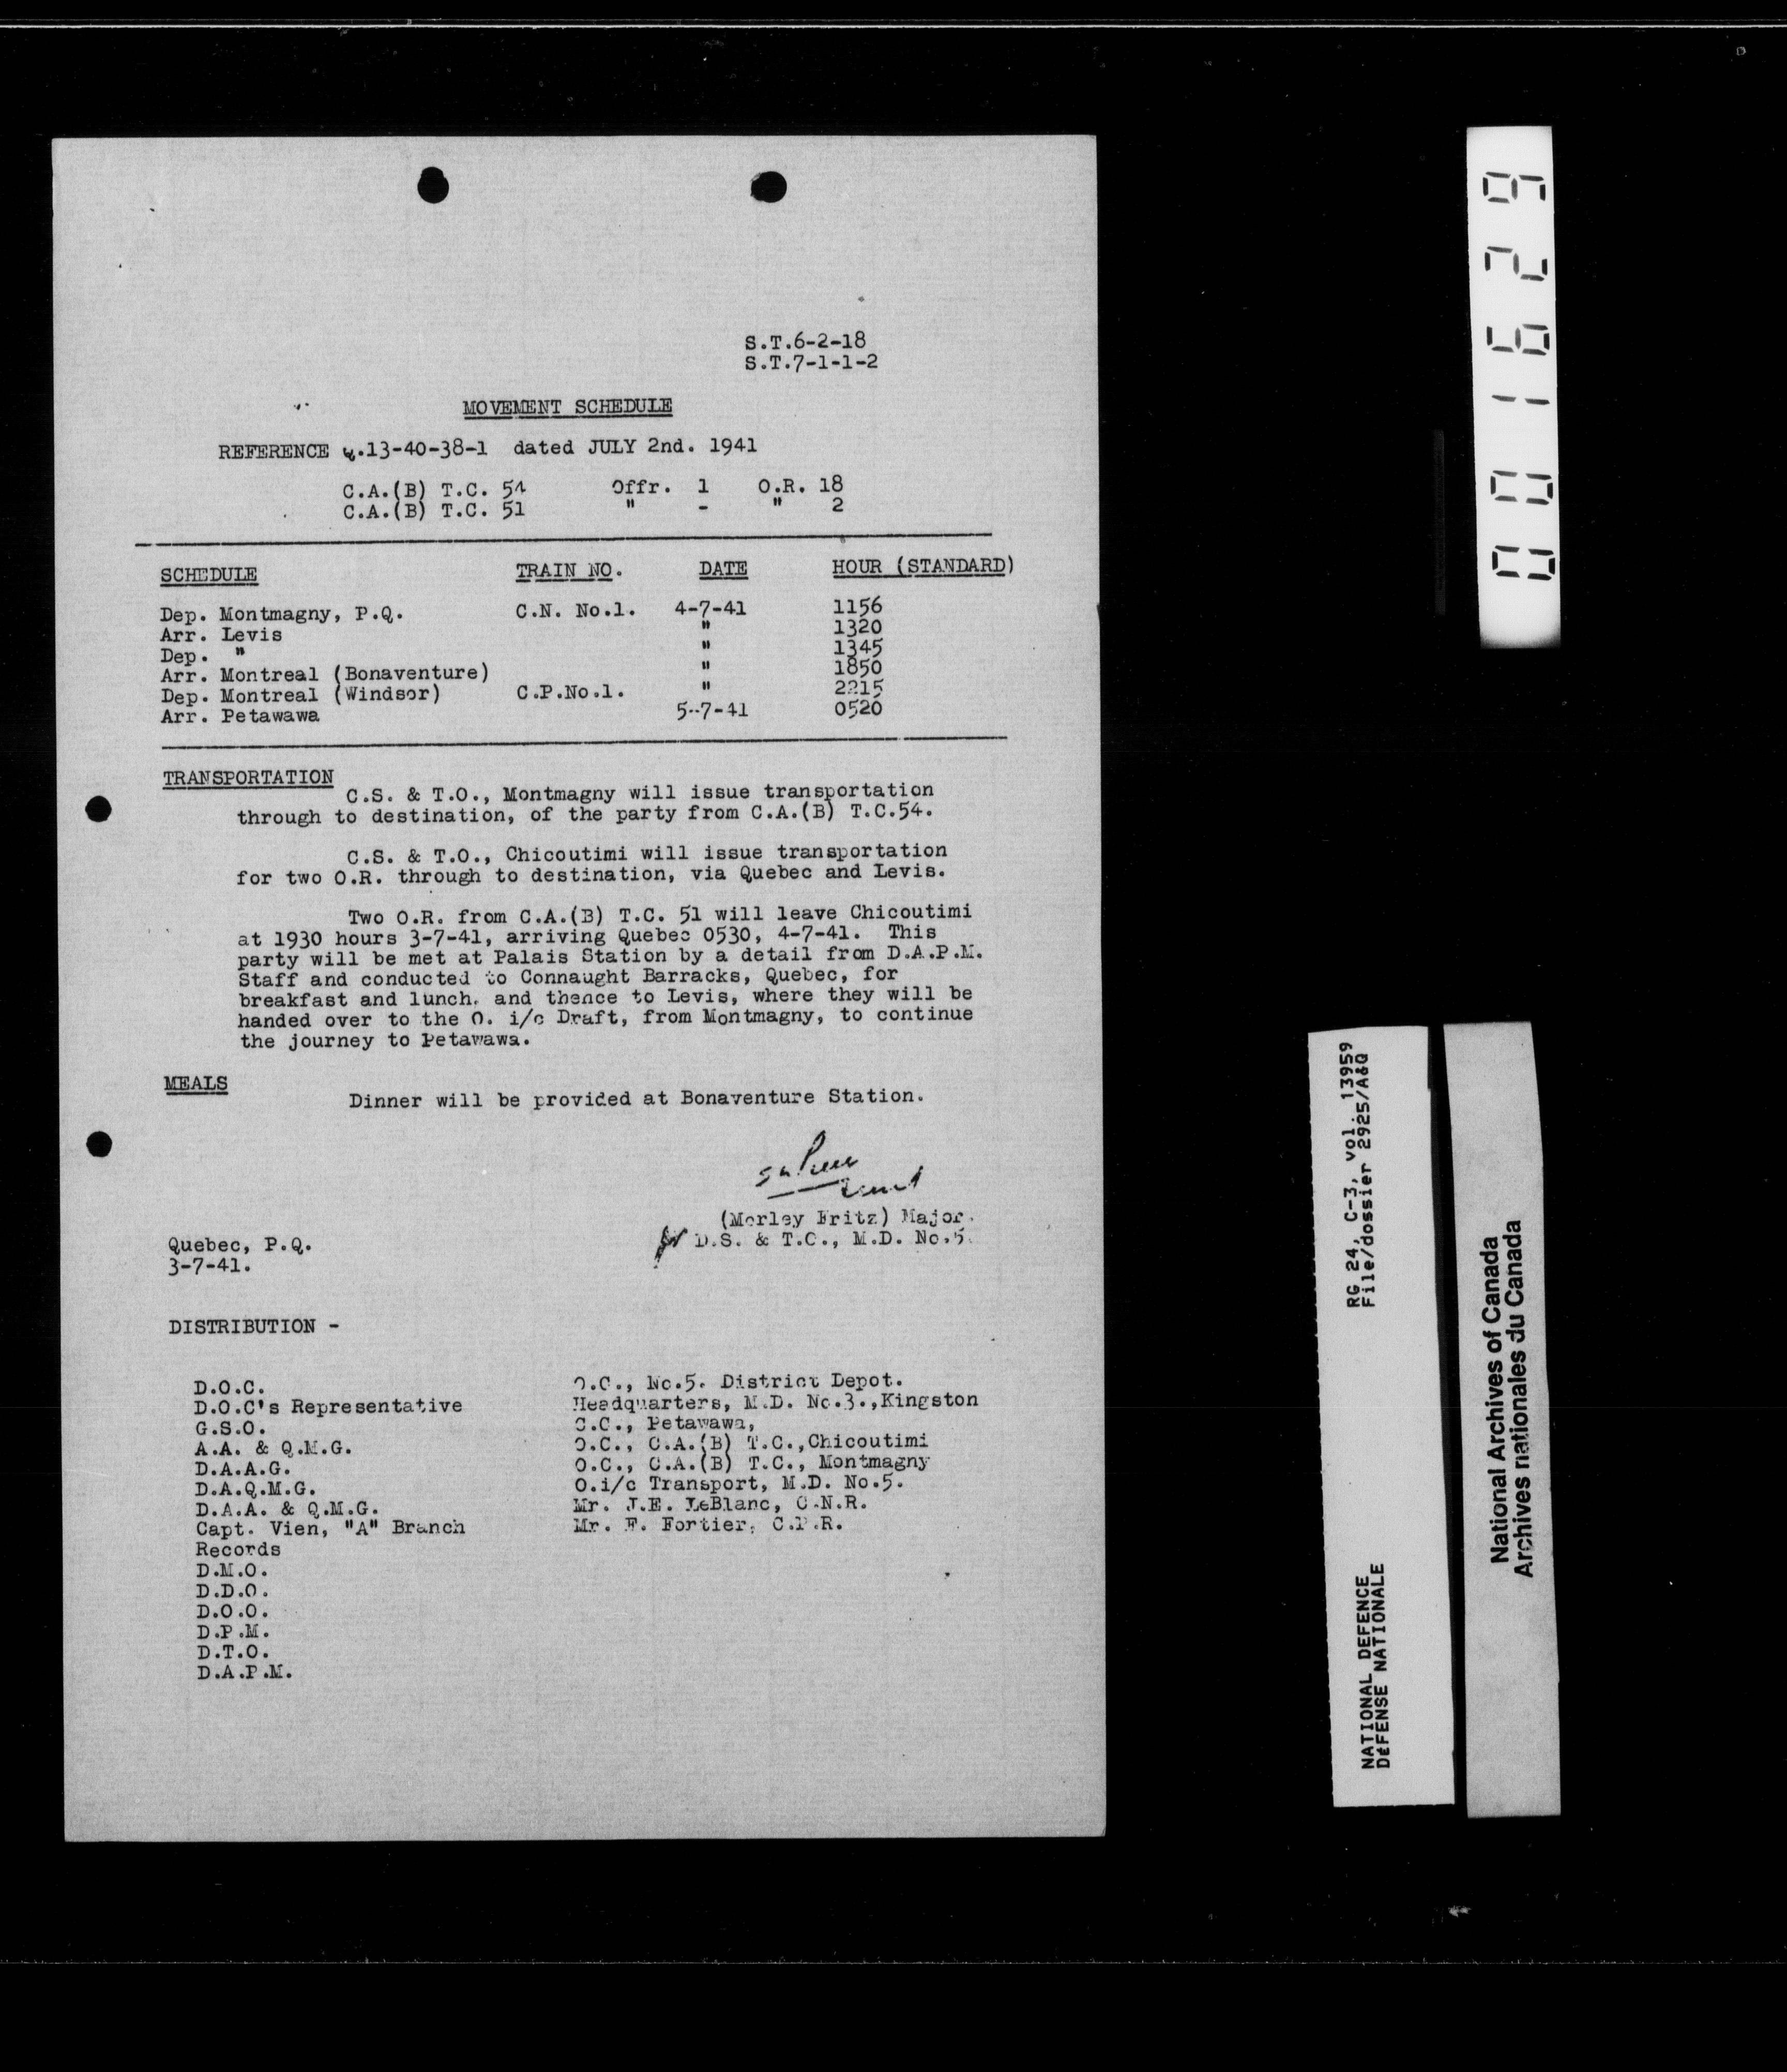 S.T.6-2-18
S.T.7-1-1-2
MOVEMENT SCHEDULE
REFERENCE Q.13-40-38-1 dated JULY 2nd. 1941
C.A.(B) T.C. 54 Offr. 1 O.R. 18
C.A.(B) T.C. 51 " - " 2
SCHEDULE TRAIN NO. DATE HOUR (STANDARD)
Dep. Montmagny, P.Q. C.N. No.1. 4-7-41 1156
Arr. Levis " 1320
Dep. " " 1345
Arr. Montreal (Bonaventure) " 1850
Dep. Montreal (Windsor) C.P.No.1. " 2215
Arr. Petawawa 5-7-41 0520
TRANSPORTATION
C.S. & T.O., Montmagny will issue transportation
through to destination, of the party from C.A.(B) T.C.54.
C.S. & T.O., Chicoutimi will issue transportation
for two O.R. through to destination, via Quebec and Levis.
Two O.R. from C.A.(B) T.C. 51 will leave Chicoutimi
at 1930 hours 3-7-41, arriving Quebec 0530, 4-7-41. This
party will be met at Palais Station by a detail from D.A.P.M.
Staff and conducted to Connaught Barracks, Quebec, for
breakfast and lunch. and thence to Levis, where they will be
handed over to the O. i/c Draft, from Montmagny, to continue
the journey to Petawawa.
MEALS
Dinner will be provided at Bonaventure Station.
(Morley Fritz) Major.
for D.S. & T.O., M.D. No.5.
Quebec, P.Q.
3-7-41.
DISTRIBUTION -
D.O.C.
D.O.C's Representative
G.S.O.
A.A. & Q.M.G.
D.A.A.G.
D.A.Q.M.G.
D.A.A. & Q.M.G.
Capt. Vien, "A" Branch
Records
D.M.O.
D.D.O.
D.O.O.
D.P.M.
D.T.O.
D.A.P.M.
O.C., No.5. District Depot.
Headquarters, M.D. No.3.,Kingston
O.C., Petawawa,
O.C., C.A.(B) T.C.,Chicoutimi
O.C., C.A.(B) T.C., Montmagny
O.i/c Transport, M.D. No.5.
Mr. J.E. LeBlanc, C.N.R.
Mr. F. Fortier, C.P.R.
001629
RG 24, C-3, vol. 13959
File/dossier 2925/A&Q
NATIONAL DEFENCE
DÉFENSE NATIONALE
National Archives of Canada
Archives nationales du Canada